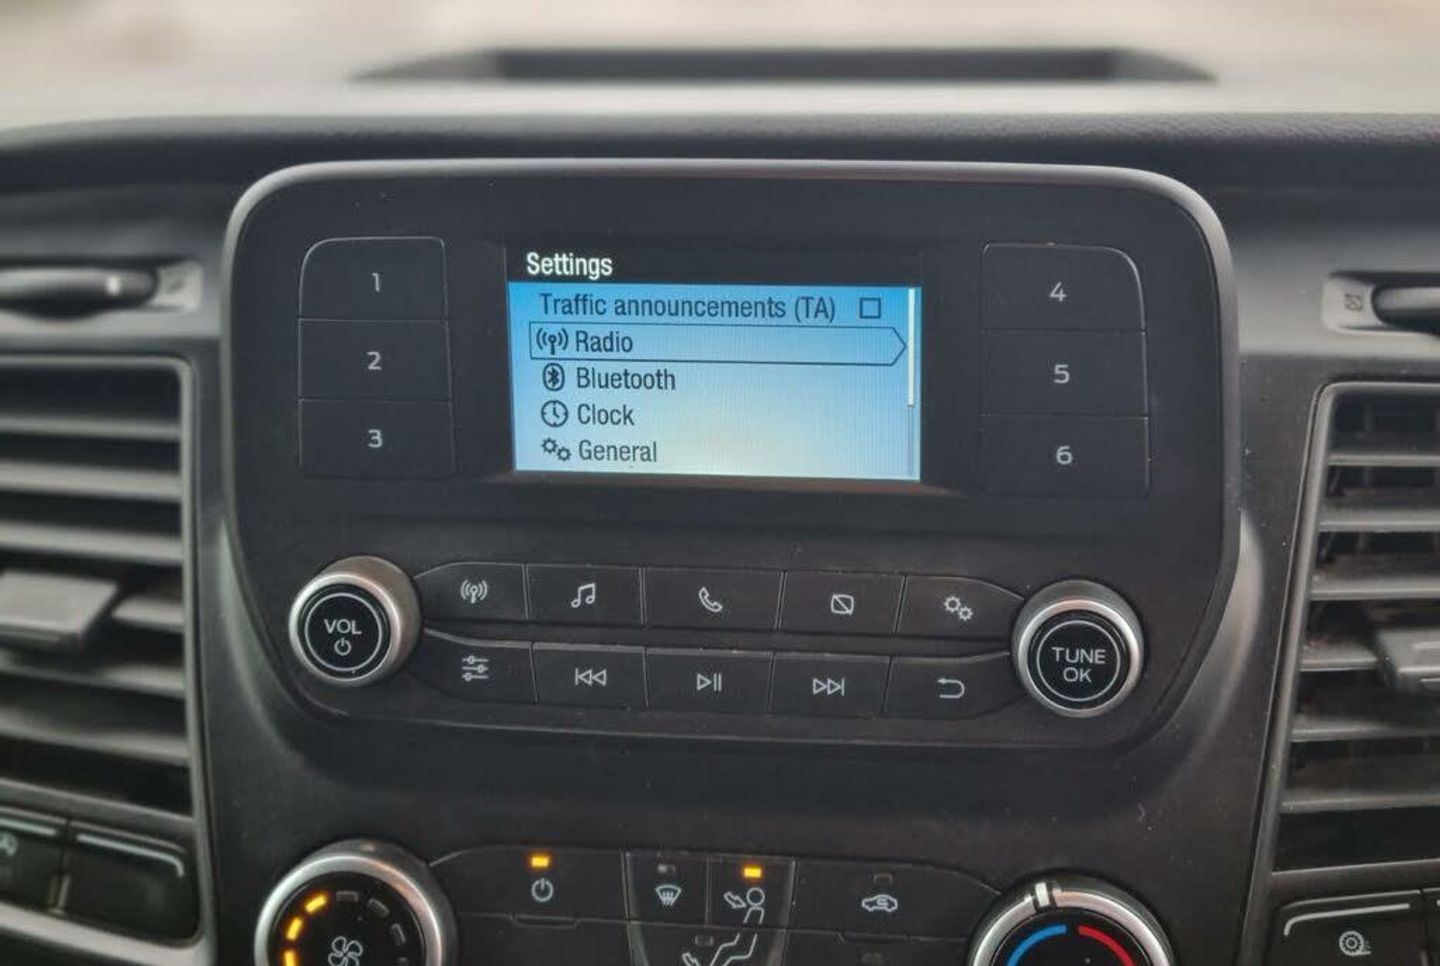 Settings
Traffic announcements (TA)
Radio
Bluetooth
Clock
General
1
2
3
4
5
6
VOL
TUNE
OK